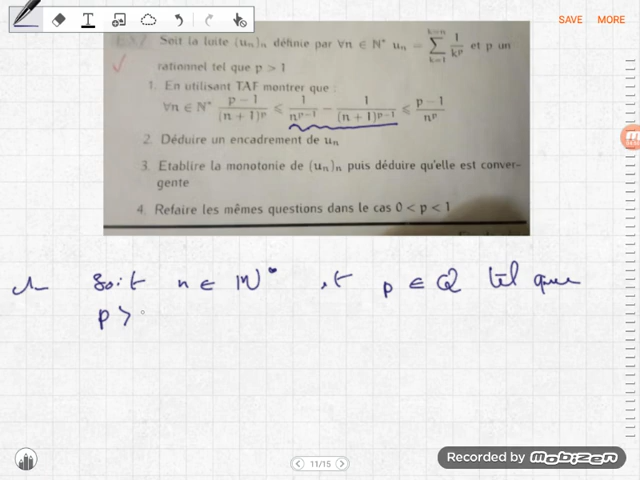 SAVE MORE
Soit la suite (uₙ)ₙ définie par ∀n ∈ N* uₙ = ∑_{k=1}^{k=n} 1/k^p et p un
rationnel tel que p > 1
1. En utilisant TAF montrer que :
∀n ∈ N* (p − 1)/(n + 1)^p ⩽ 1/n^{p−1} − 1/(n + 1)^{p−1} ⩽ (p − 1)/n^p
2. Déduire un encadrement de uₙ
3. Etablire la monotonie de (uₙ)ₙ puis déduire qu'elle est conver-
gente
4. Refaire les mêmes questions dans le cas 0 < p < 1
1 Soit n ∈ N* et p ∈ Q tel que
p >
11/15
Recorded by Mobizen